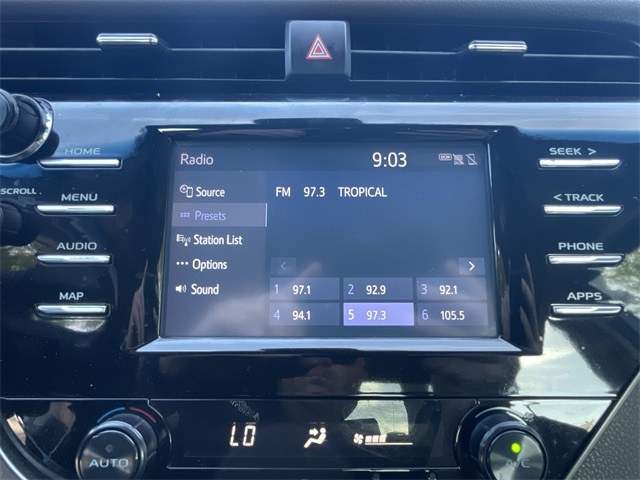 Radio 9:03
HOME
SCROLL
MENU
AUDIO
MAP
SEEK >
< TRACK
PHONE
APPS
Source
Presets
Station List
Options
Sound
FM 97.3 TROPICAL
< >
1 97.1 2 92.9 3 92.1
4 94.1 5 97.3 6 105.5
AUTO
LO
A/C